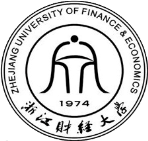 ZHEJIANG UNIVERSITY OF FINANCE & ECONOMICS
1974
浙江财经大学